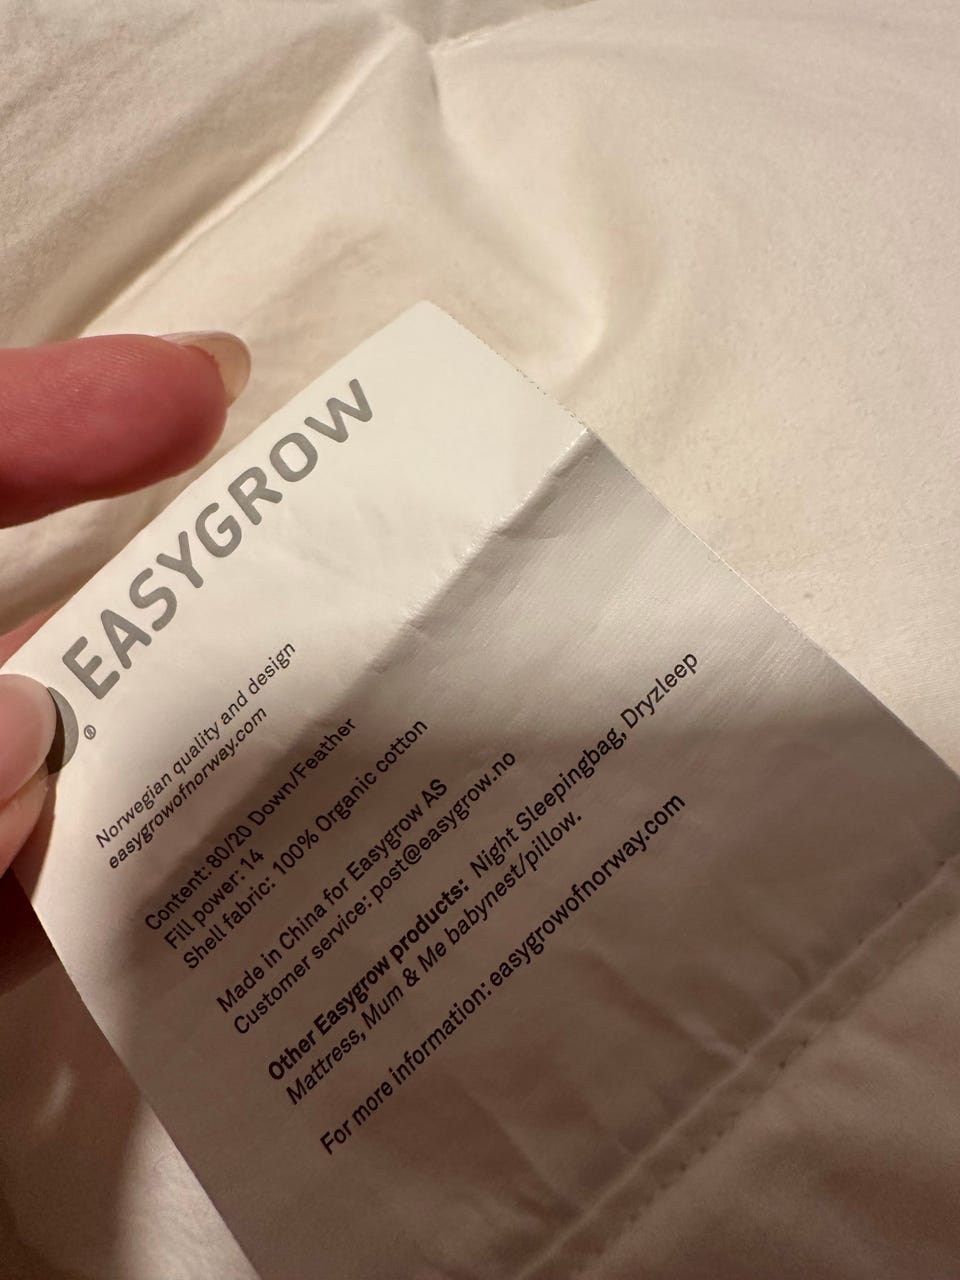 EASYGROW
®
Norwegian quality and design
easygrowofnorway.com
Content: 80/20 Down/Feather
Fill power: 14
Shell fabric: 100% Organic cotton
Made in China for Easygrow AS
Customer service: post@easygrow.no
Other Easygrow products: Night Sleepingbag, Dryzleep
Mattress, Mum & Me babynest/pillow.
For more information: easygrowofnorway.com